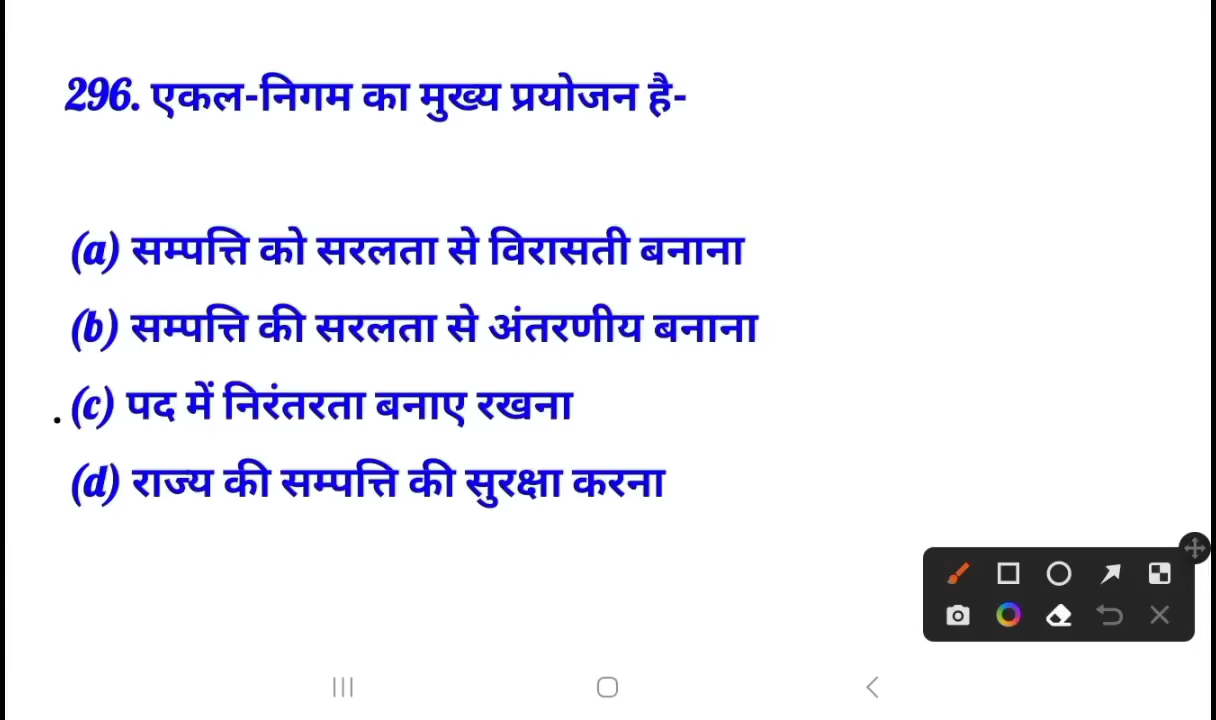 296. एकल-निगम का मुख्य प्रयोजन है-
(a) सम्पत्ति को सरलता से विरासती बनाना
(b) सम्पत्ति की सरलता से अंतरणीय बनाना
.(c) पद में निरंतरता बनाए रखना
(d) राज्य की सम्पत्ति की सुरक्षा करना